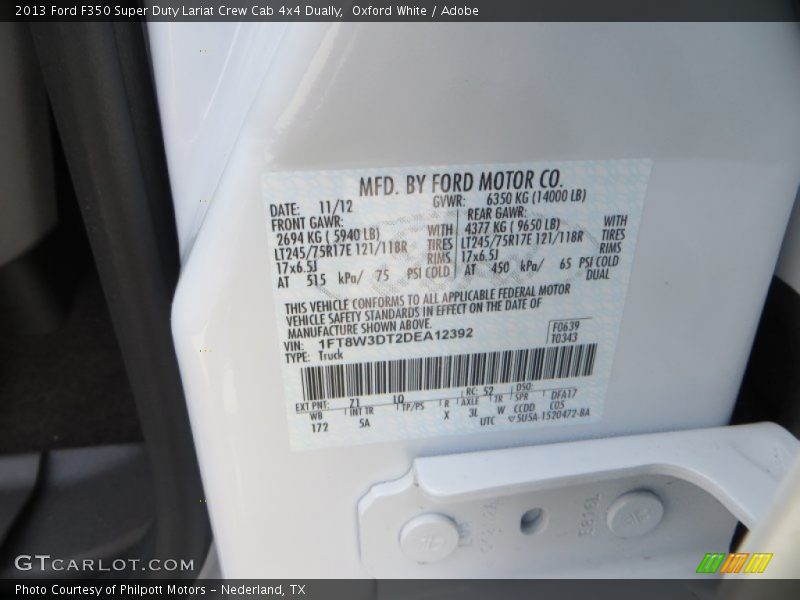 2013 Ford F350 Super Duty Lariat Crew Cab 4x4 Dually, Oxford White / Adobe
MFD. BY FORD MOTOR CO.
DATE: 11/12 GVWR: 6350 KG (14000 LB)
FRONT GAWR: REAR GAWR:
2694 KG ( 5940 LB) WITH 4377 KG ( 9650 LB) WITH
LT245/75R17E 121/118R TIRES LT245/75R17E 121/118R TIRES
17x6.5J RIMS 17x6.5J RIMS
AT 515 kPa/ 75 PSI COLD AT 450 kPa/ 65 PSI COLD
DUAL
THIS VEHICLE CONFORMS TO ALL APPLICABLE FEDERAL MOTOR
VEHICLE SAFETY STANDARDS IN EFFECT ON THE DATE OF
MANUFACTURE SHOWN ABOVE.
VIN: 1FT8W3DT2DEA12392 F0639
TYPE: Truck T0343
EXT PNT: Z1 LQ RC: 52 DSO:
WB INT TR TP/PS R AXLE TR SPR DFA17
172 5A X 3L W CCDD COS
UTC ▽5U5A-1520472-BA
GTCARLOT.COM
Photo Courtesy of Philpott Motors - Nederland, TX